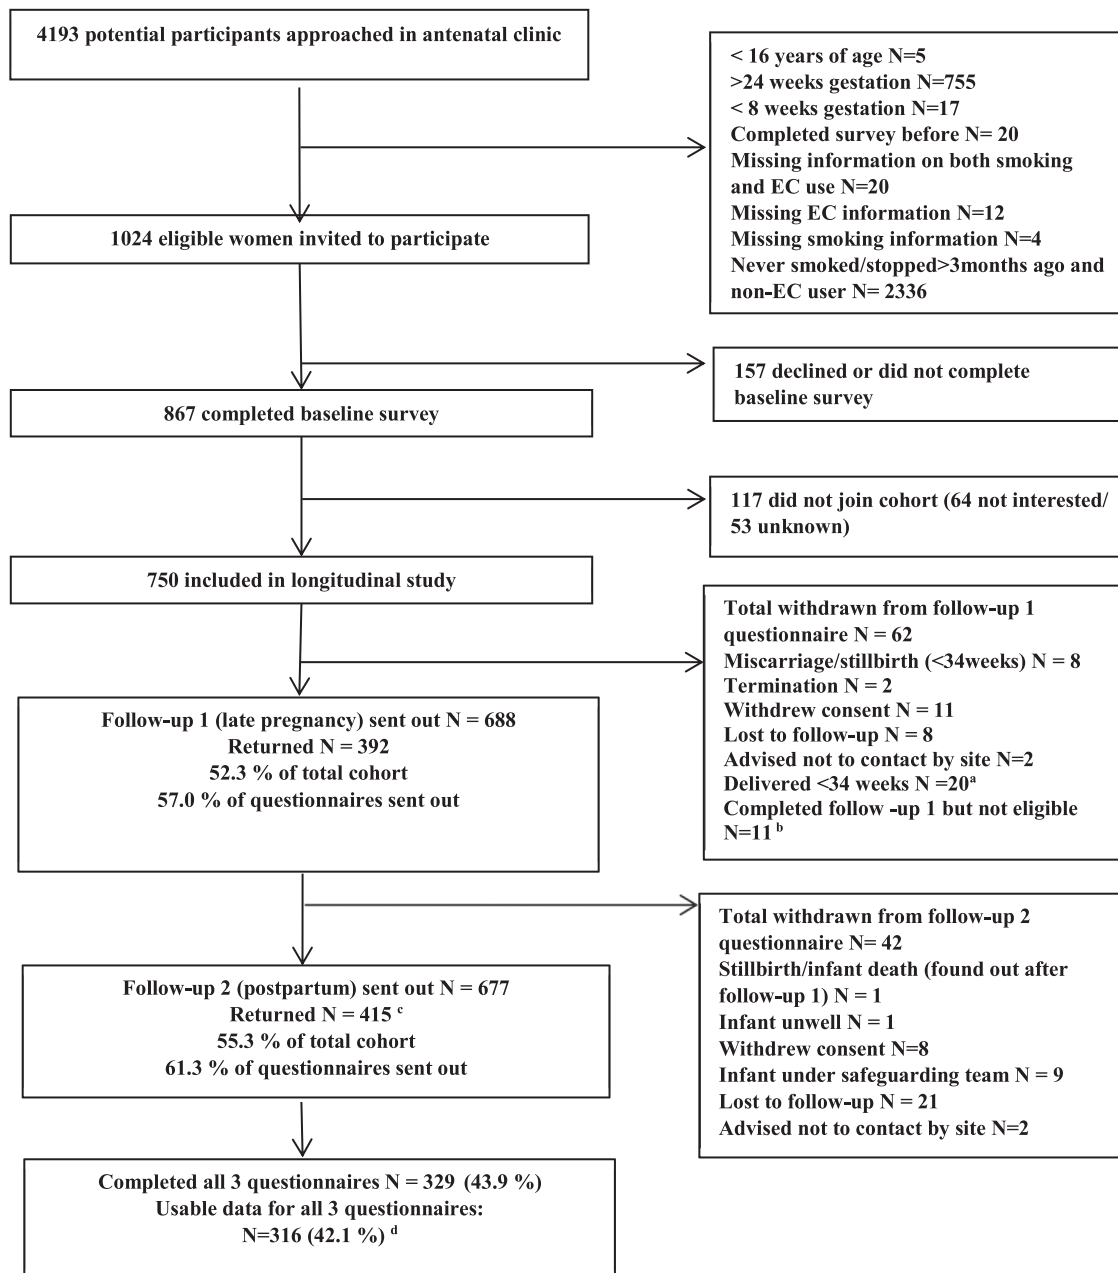 4193 potential participants approached in antenatal clinic
< 16 years of age N=5
>24 weeks gestation N=755
< 8 weeks gestation N=17
Completed survey before N= 20
Missing information on both smoking
and EC use N=20
Missing EC information N=12
Missing smoking information N=4
Never smoked/stopped>3months ago and
non-EC user N= 2336
1024 eligible women invited to participate
157 declined or did not complete
baseline survey
867 completed baseline survey
117 did not join cohort (64 not interested/
53 unknown)
750 included in longitudinal study
Total withdrawn from follow-up 1
questionnaire N = 62
Miscarriage/stillbirth (<34weeks) N = 8
Termination N = 2
Withdrew consent N = 11
Lost to follow-up N = 8
Advised not to contact by site N=2
Delivered <34 weeks N =20ᵃ
Completed follow -up 1 but not eligible
N=11 ᵇ
Follow-up 1 (late pregnancy) sent out N = 688
Returned N = 392
52.3 % of total cohort
57.0 % of questionnaires sent out
Total withdrawn from follow-up 2
questionnaire N= 42
Stillbirth/infant death (found out after
follow-up 1) N = 1
Infant unwell N = 1
Withdrew consent N=8
Infant under safeguarding team N = 9
Lost to follow-up N = 21
Advised not to contact by site N=2
Follow-up 2 (postpartum) sent out N = 677
Returned N = 415 ᶜ
55.3 % of total cohort
61.3 % of questionnaires sent out
Completed all 3 questionnaires N = 329 (43.9 %)
Usable data for all 3 questionnaires:
N=316 (42.1 %) ᵈ